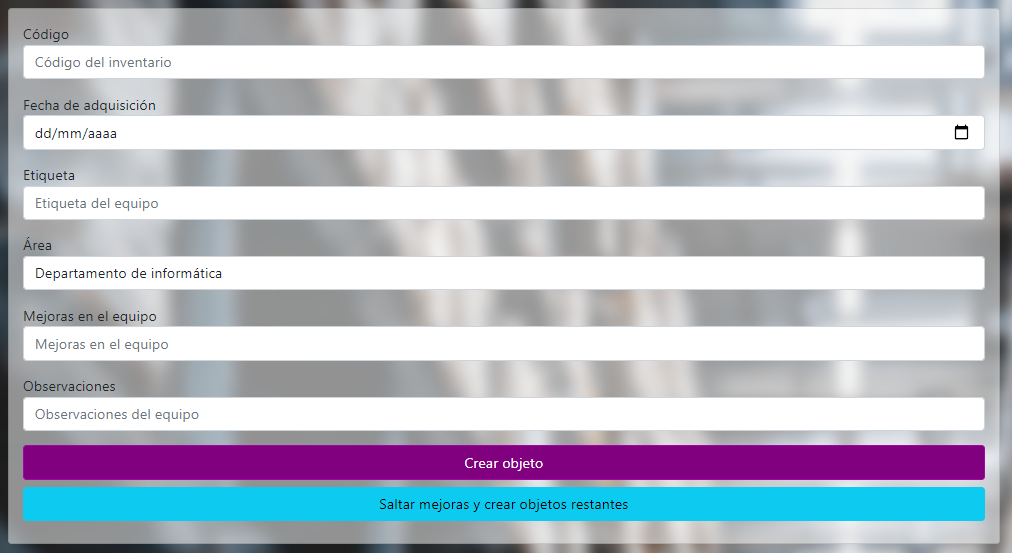 Código
Código del inventario
Fecha de adquisición
dd/mm/aaaa
Etiqueta
Etiqueta del equipo
Área
Departamento de informática
Mejoras en el equipo
Mejoras en el equipo
Observaciones
Observaciones del equipo
Crear objeto
Saltar mejoras y crear objetos restantes